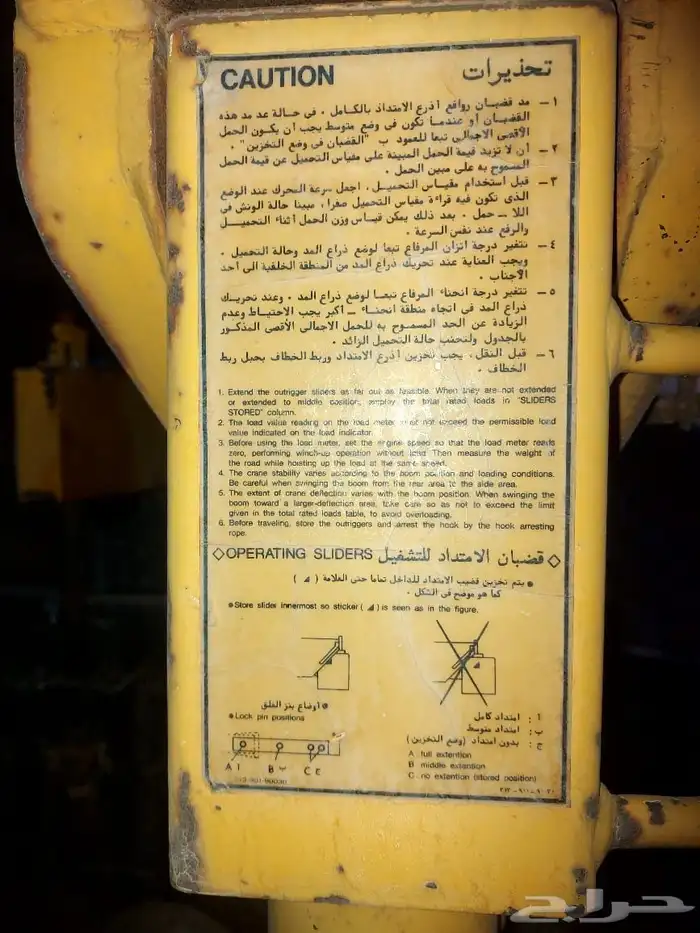 CAUTION تحذيرات
١ – مد قضبان روافع أذرع الامتداد بالكامل . فى حالة عد مد هذه
القضبان أو عندما تكون فى وضع متوسط يجب ان يكون الحمل
الأقصى الاجمالى تبعا للعمود ب "القضبان فى وضع التخزين" .
٢ – أن لا تزيد قيمة الحمل المبينة على مقياس التحميل عن قيمة الحمل
المسموح به على مبين الحمل .
٣ – قبل استخدام مقياس التحميل ، اجعل سرعة المحرك عند الوضع
الذى تكون فيه قراءة مقياس التحميل صفرا ، مبينا حالة الونش فى
اللا – حمل . بعد ذلك يمكن قياس وزن الحمل أثناء التحميل
والرفع عند نفس السرعة .
٤ – تتغير درجة اتزان المرفاع تبعا لوضع ذراع المد وحالة التحميل .
ويجب العناية عند تحريك ذراع المد من المنطقة الخلفية الى احد
الأجناب .
٥ – تتغير درجة انحناء المرفاع تبعا لوضع ذراع المد . وعند تحريك
ذراع المد فى اتجاه منطقة انحناء – أكبر يجب الاحتياط وعدم
الزيادة عن الحد المسموح به للحمل الاجمالى الأقصى المذكور
بالجدول ولتجنب حالة التحميل الزائد .
٦ – قبل النقل ، يجب تخزين أذرع الامتداد وربط الخطاف بحبل ربط
الخطاف .
1. Extend the outrigger sliders as far out as feasible. When they are not extended
or extended to middle position, employ the total rated loads in "SLIDERS
STORED" column.
2. The load value reading on the road meter must not exceed the permissible load
value indicated on the load indicator.
3. Before using the load meter, set the engine speed so that the load meter reads
zero, performing winch-up operation without load. Then measure the weight of
the road while hoisting up the load at the same speed.
4. The crane stability varies according to the boom position and loading conditions.
Be careful when swinging the boom from the rear area to the side area.
5. The extent of crane deflection varies with the boom position. When swinging the
boom toward a larger-deflection area, take care so as not to exceed the limit
given in the total rated loads table, to avoid overloading.
6. Before traveling, store the outriggers and arrest the hook by the hook arresting
rope.
◇OPERATING SLIDERS قضبان الامتداد للتشغيل ◇
● يتم تخزين قضيب الامتداد للداخل تماما حتى العلامة ( ◢ )
كما هو موضح فى الشكل .
● Store slider innermost so sticker ( ◢ ) is seen as in the figure.
● أوضاع بنز الغلق
● Lock pin positions
A أ B ب C ج
أ : امتداد كامل
ب : امتداد متوسط
ج : بدون امتداد (وضع التخزين)
A full extention
B middle extention
C no extention (stored position)
حراج